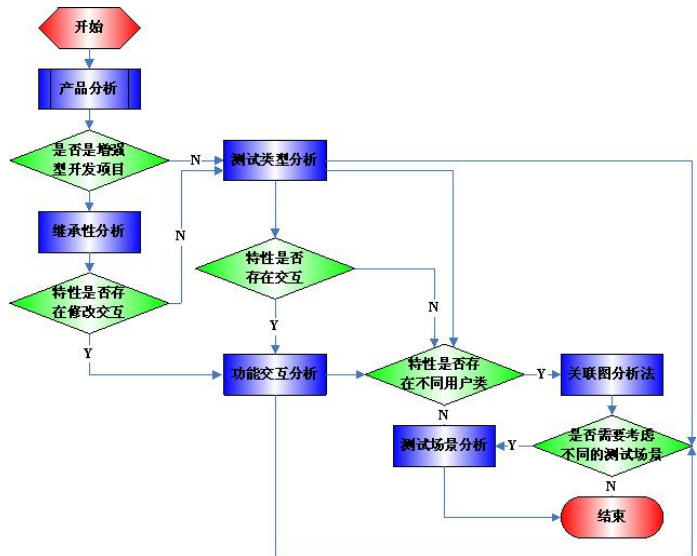 开始
产品分析
是否是增强
型开发项目
N
测试类型分析
继承性分析
N
特性是否
存在交互
特性是否存
在修改交互
N
Y
Y
功能交互分析
特性是否存
在不同用户类
Y
关联图分析法
N
测试场景分析
Y
是否需要考虑
不同的测试场景
N
结束